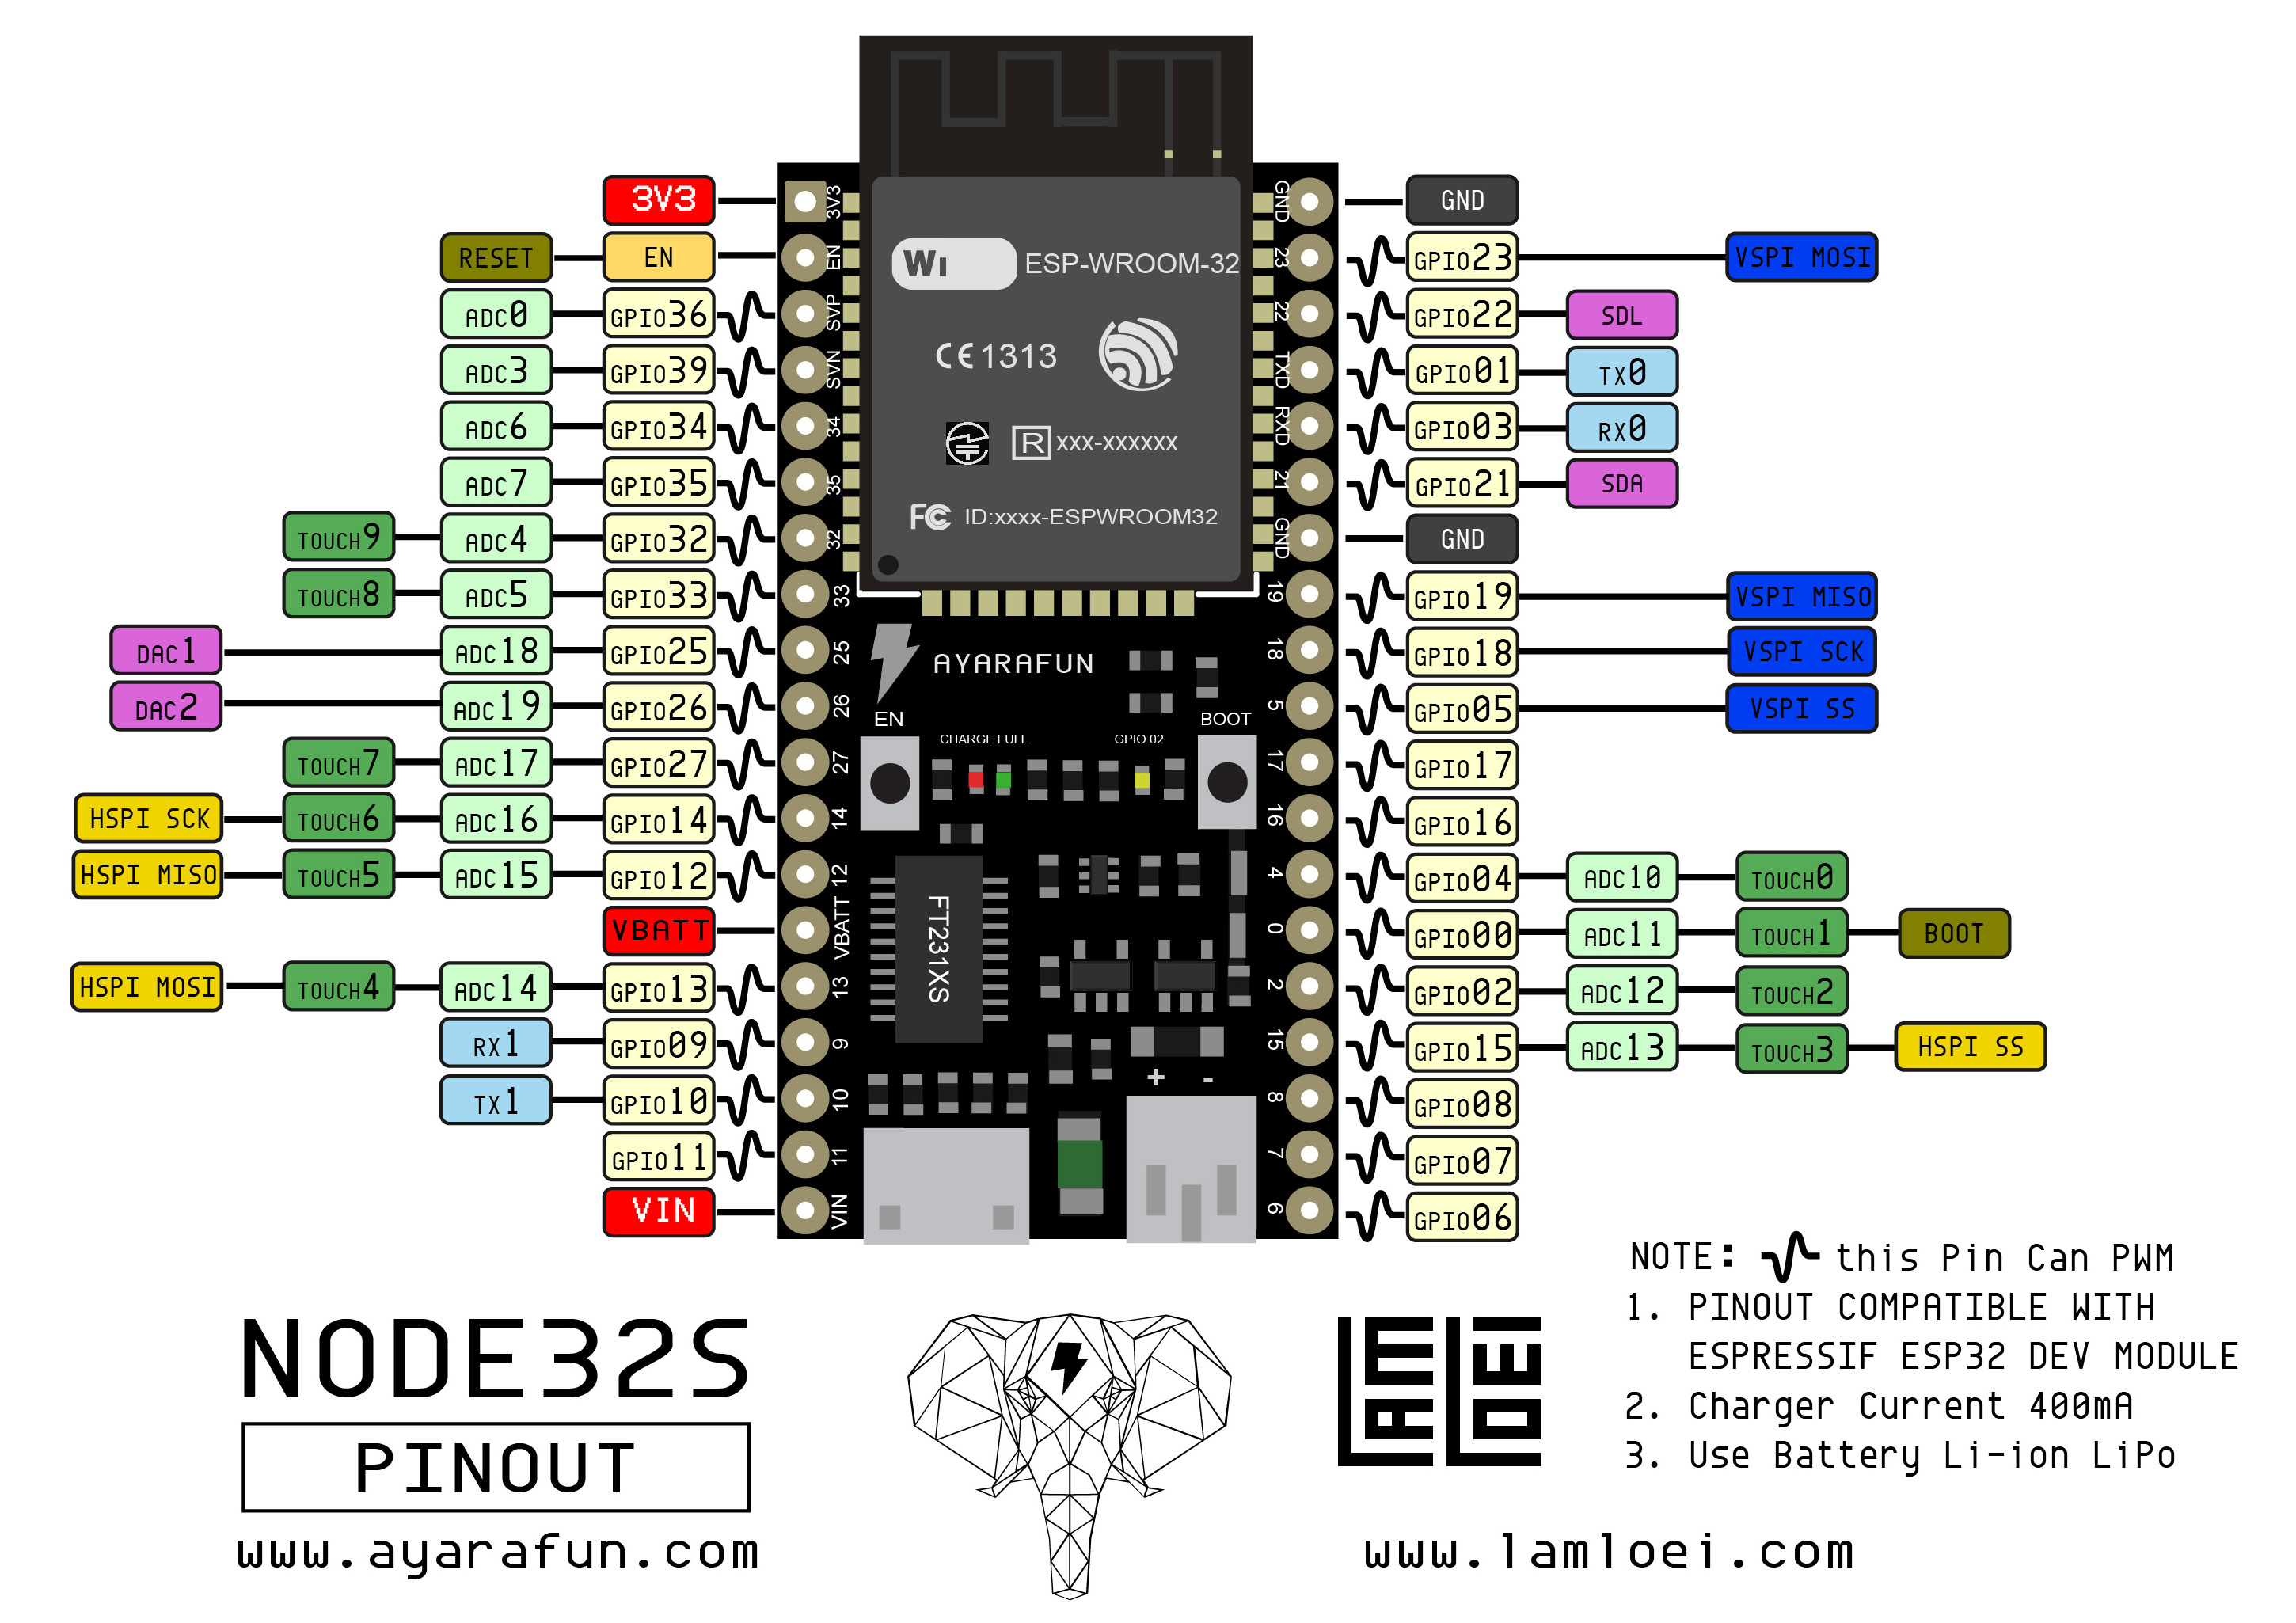 3V3 3V3 GND GND
RESET EN EN 23 GPIO23 VSPI MOSI
ADC0 GPIO36 SVP 22 GPIO22 SDL
ADC3 GPIO39 SVN TXD GPIO01 TX0
ADC6 GPIO34 34 RXD GPIO03 RX0
ADC7 GPIO35 35 21 GPIO21 SDA
TOUCH9 ADC4 GPIO32 32 GND GND
TOUCH8 ADC5 GPIO33 33 19 GPIO19 VSPI MISO
DAC1 ADC18 GPIO25 25 18 GPIO18 VSPI SCK
DAC2 ADC19 GPIO26 26 5 GPIO05 VSPI SS
TOUCH7 ADC17 GPIO27 27 17 GPIO17
HSPI SCK TOUCH6 ADC16 GPIO14 14 16 GPIO16
HSPI MISO TOUCH5 ADC15 GPIO12 12 4 GPIO04 ADC10 TOUCH0
VBATT VBATT 0 GPIO00 ADC11 TOUCH1 BOOT
HSPI MOSI TOUCH4 ADC14 GPIO13 13 2 GPIO02 ADC12 TOUCH2
RX1 GPIO09 9 15 GPIO15 ADC13 TOUCH3 HSPI SS
TX1 GPIO10 10 8 GPIO08
GPIO11 11 7 GPIO07
VIN VIN 6 GPIO06
Wi ESP-WROOM-32
CE 1313
R xxx-xxxxxx
FC ID:xxxx-ESPWROOM32
AYARAFUN
EN BOOT
CHARGE FULL GPIO 02
FT231XS
+ -
NOTE: this Pin Can PWM
1. PINOUT COMPATIBLE WITH
ESPRESSIF ESP32 DEV MODULE
2. Charger Current 400mA
3. Use Battery Li-ion LiPo
NODE32S
PINOUT
www.ayarafun.com
LAM
LOEI
www.lamloei.com